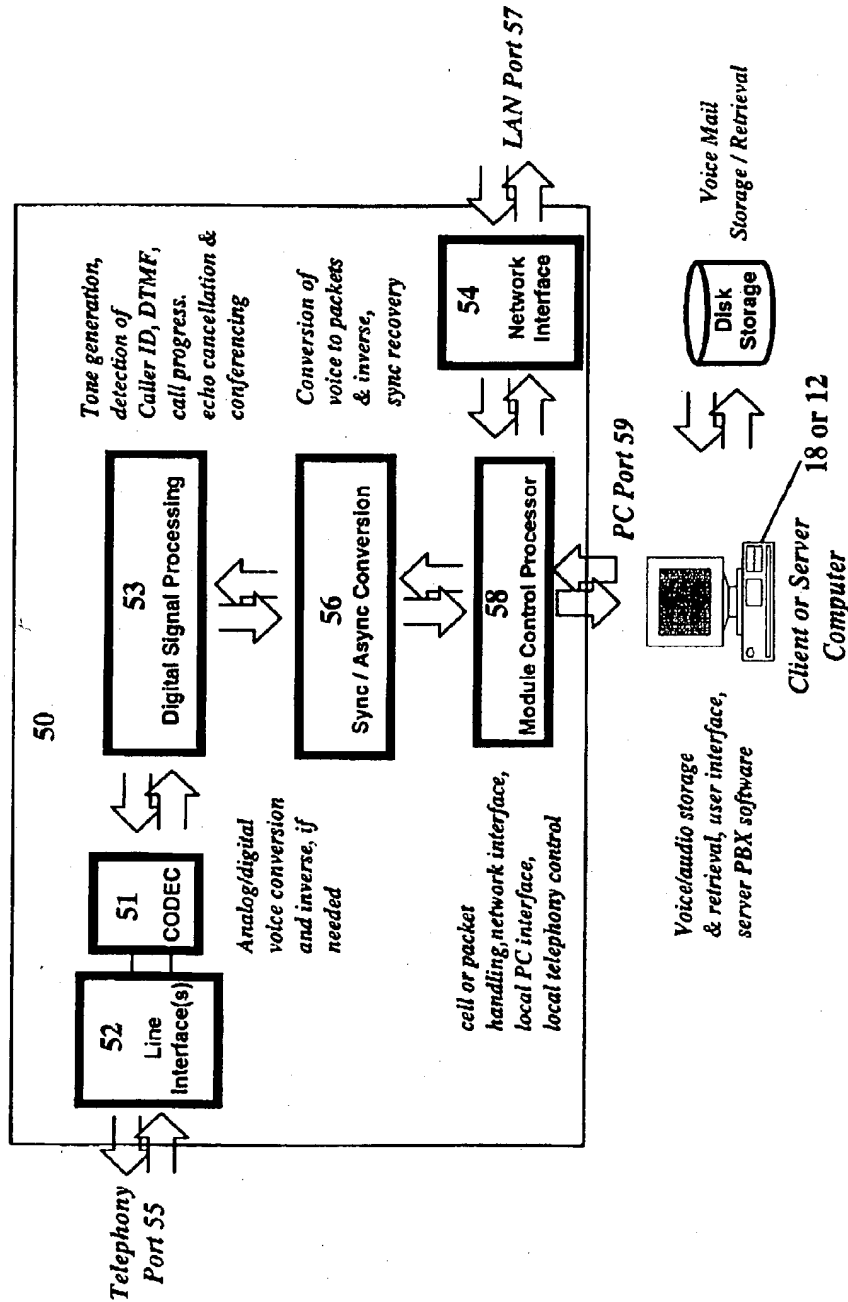 50
Telephony
Port 55
52
Line
Interface(s)
51
CODEC
Analog/digital
voice conversion
and inverse, if
needed
53
Digital Signal Processing
Tone generation,
detection of
Caller ID, DTMF,
call progress.
echo cancellation &
conferencing
56
Sync / Async Conversion
Conversion of
voice to packets
& inverse,
sync recovery
cell or packet
handling,network interface,
local PC interface,
local telephony control
58
Module Control Processor
54
Network
Interface
LAN Port 57
PC Port 59
Voice/audio storage
& retrieval, user interface,
server PBX software
Client or Server
Computer
18 or 12
Disk
Storage
Voice Mail
Storage / Retrieval